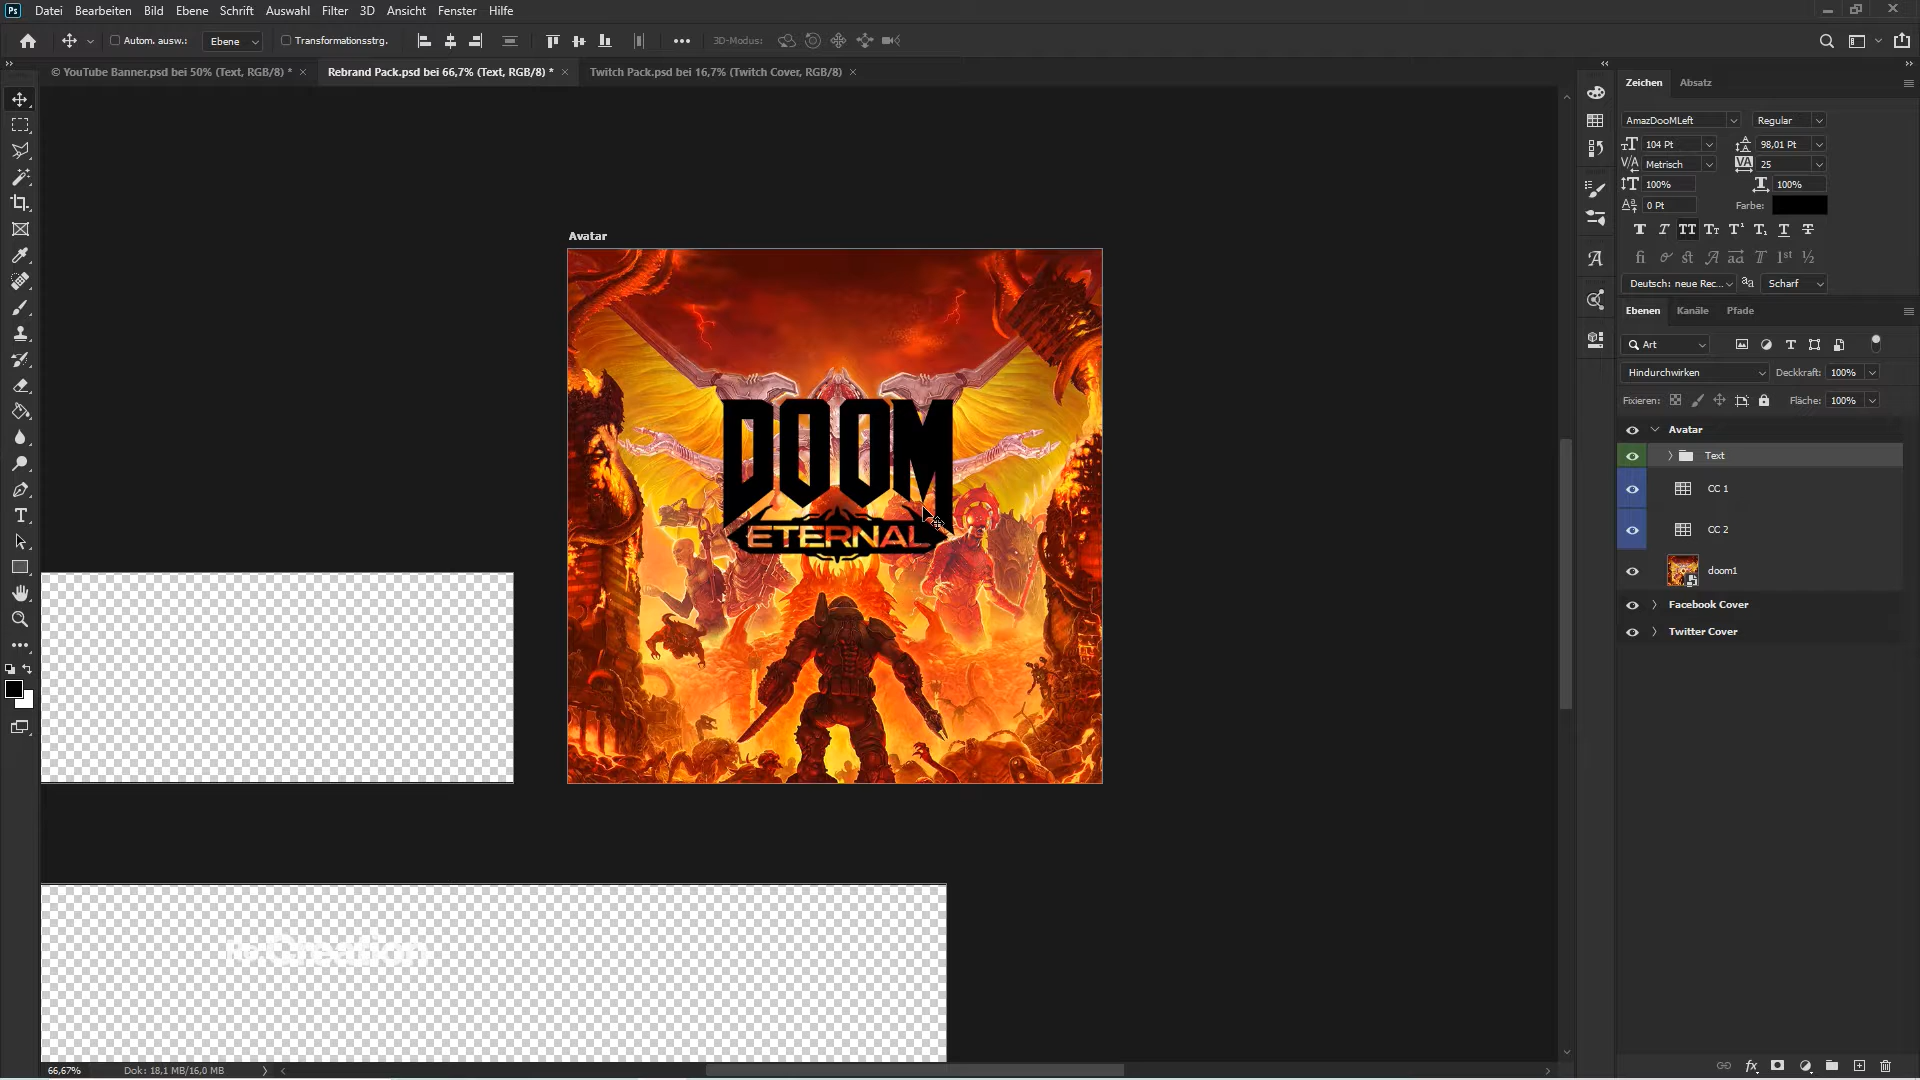 Ps Datei Bearbeiten Bild Ebene Schrift Auswahl Filter 3D Ansicht Fenster Hilfe
Autom. ausw.: Ebene Transformationsstrg. 3D-Modus:
© YouTube Banner.psd bei 50% (Text, RGB/8) * × Rebrand Pack.psd bei 66,7% (Text, RGB/8) * × Twitch Pack.psd bei 16,7% (Twitch Cover, RGB/8) ×
Zeichen Absatz
AmazDooMLeft Regular
104 Pt 98,01 Pt
Metrisch 25
100% 100%
0 Pt Farbe:
Deutsch: neue Rec... Scharf
Ebenen Kanäle Pfade
Art
Hindurchwirken Deckkraft: 100%
Fixieren: Fläche: 100%
Avatar
Text
CC 1
CC 2
doom1
Facebook Cover
Twitter Cover
Avatar
DOOM
ETERNAL
66,67% Dok: 18,1 MB/16,0 MB